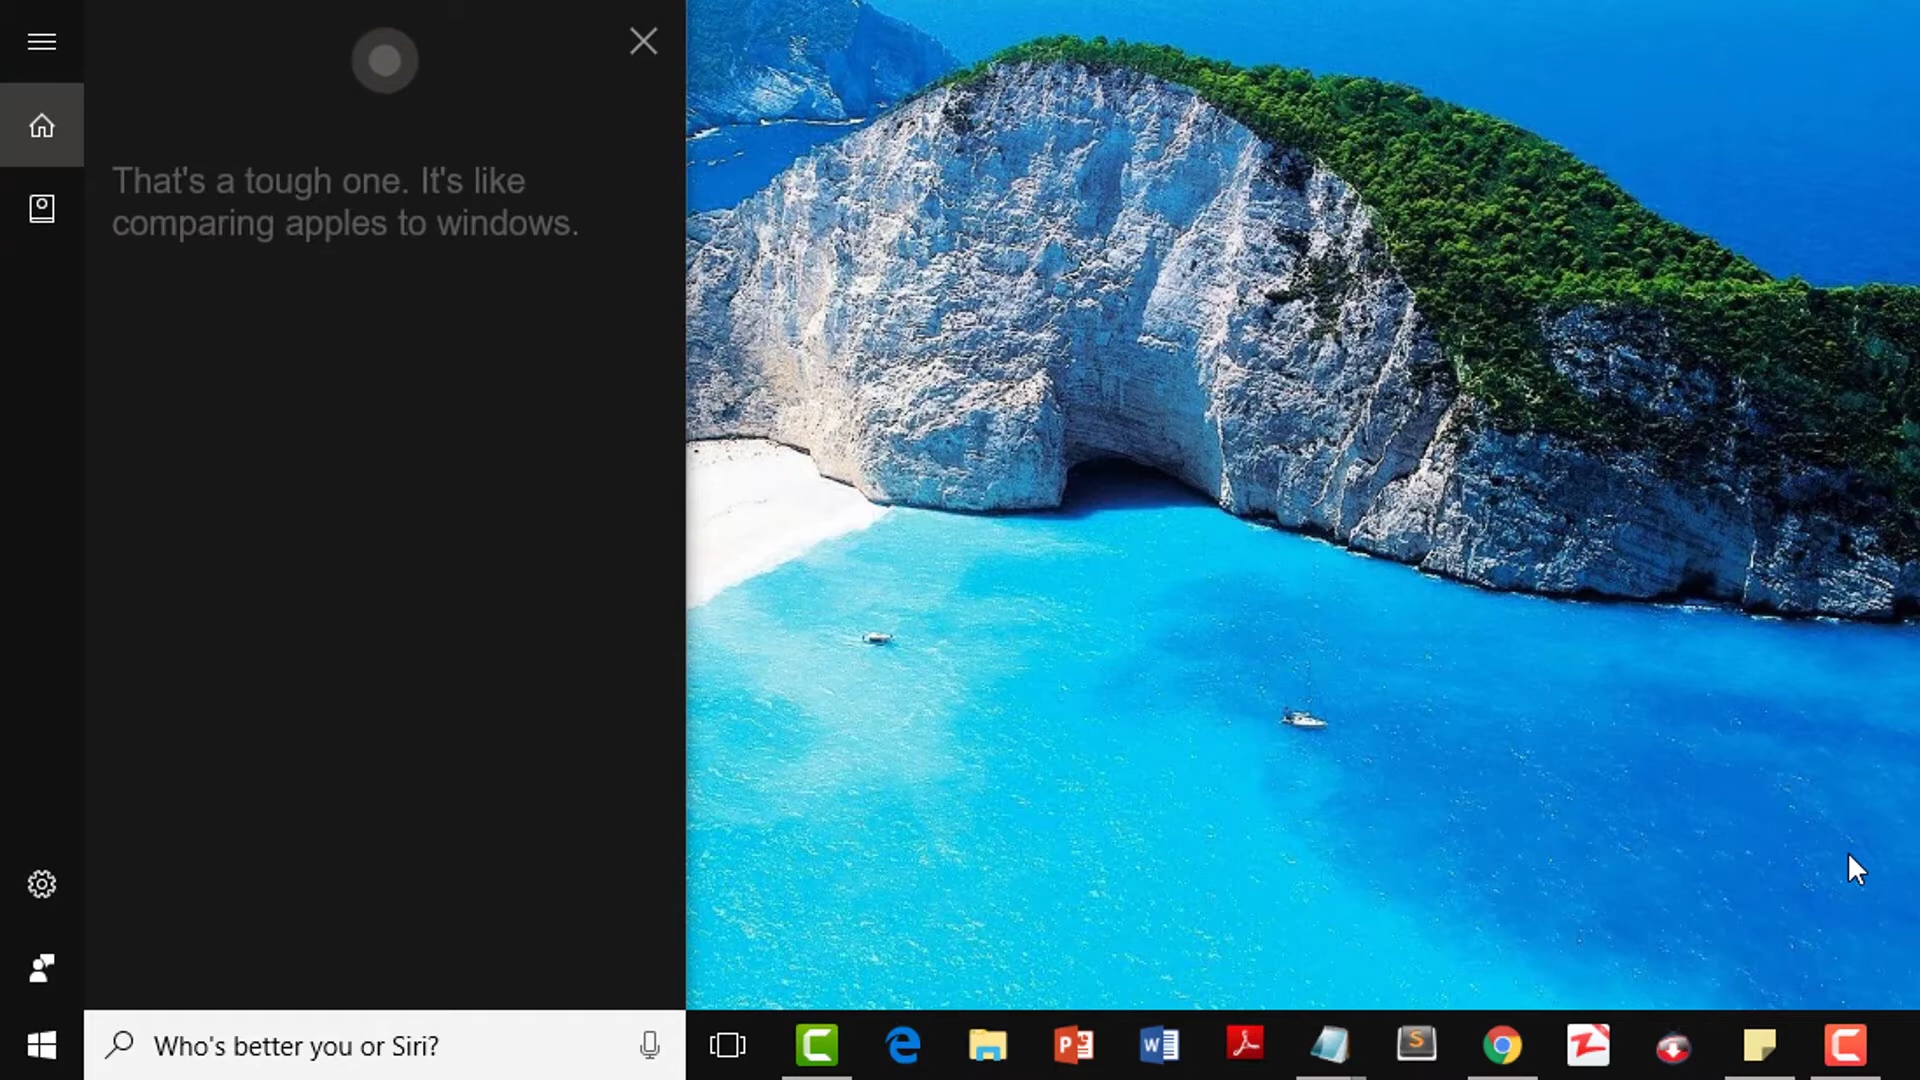 That's a tough one. It's like
comparing apples to windows.
Who's better you or Siri?